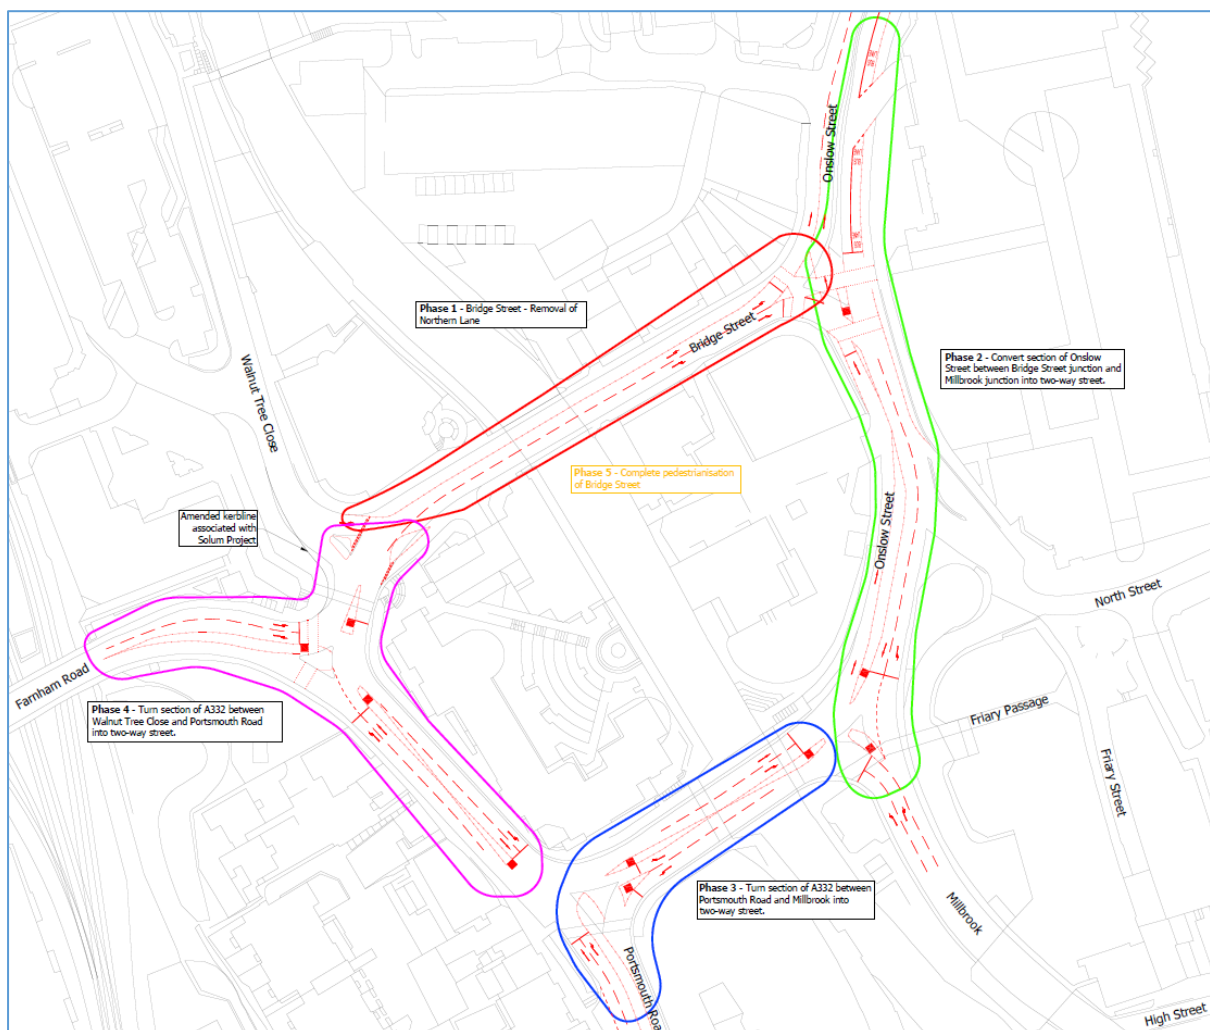 Onslow Street
Phase 1 - Bridge Street - Removal of
Northern Lane
Bridge Street
Walnut Tree Close
Phase 2 - Convert section of Onslow
Street between Bridge Street junction and
Millbrook junction into two-way street.
Phase 5 - Complete pedestrianisation
of Bridge Street
Amended kerbline
associated with
Solum Project
Onslow Street
North Street
Farnham Road
Phase 4 - Turn section of A332 between
Walnut Tree Close and Portsmouth Road
into two-way street.
Friary Passage
Friary Street
Phase 3 - Turn section of A332 between
Portsmouth Road and Millbrook into
two-way street.
Millbrook
Portsmouth Roa
High Street